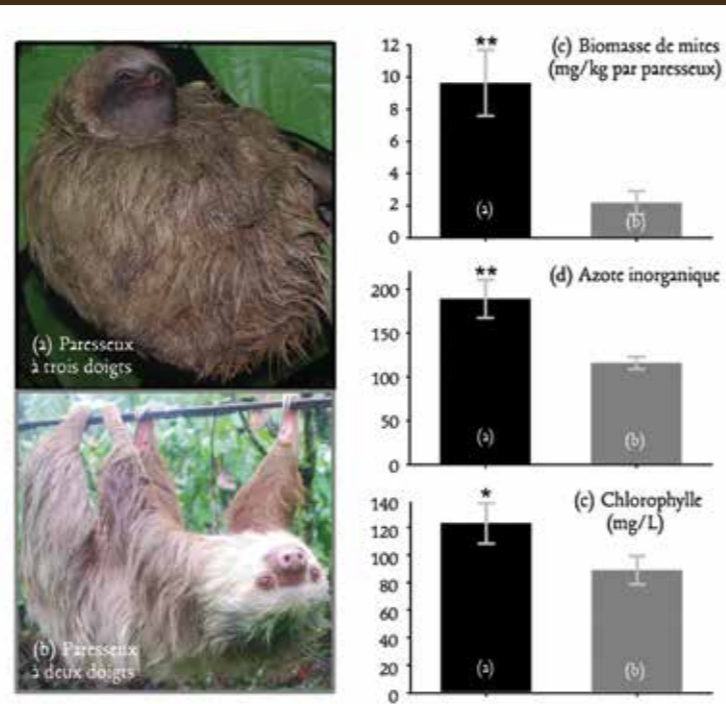 (a) Paresseux
à trois doigts
(b) Paresseux
à deux doigts
**
(c) Biomasse de mites
(mg/kg par paresseux)
12
10
8
6
4
2
0
(a)
(b)
**
(d) Azote inorganique
200
150
100
50
0
(a)
(b)
*
(c) Chlorophylle
(mg/L)
140
120
100
80
60
40
20
0
(a)
(b)